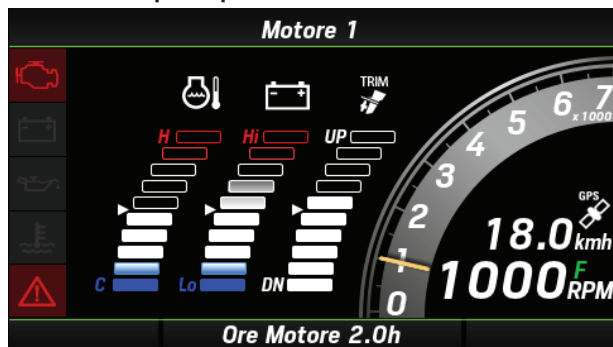 Motore 1
TRIM
H Hi UP
C Lo DN
0 1 2 3 4 5 6 7
x 1000
GPS
18.0 kmh
1000 F RPM
Ore Motore 2.0h